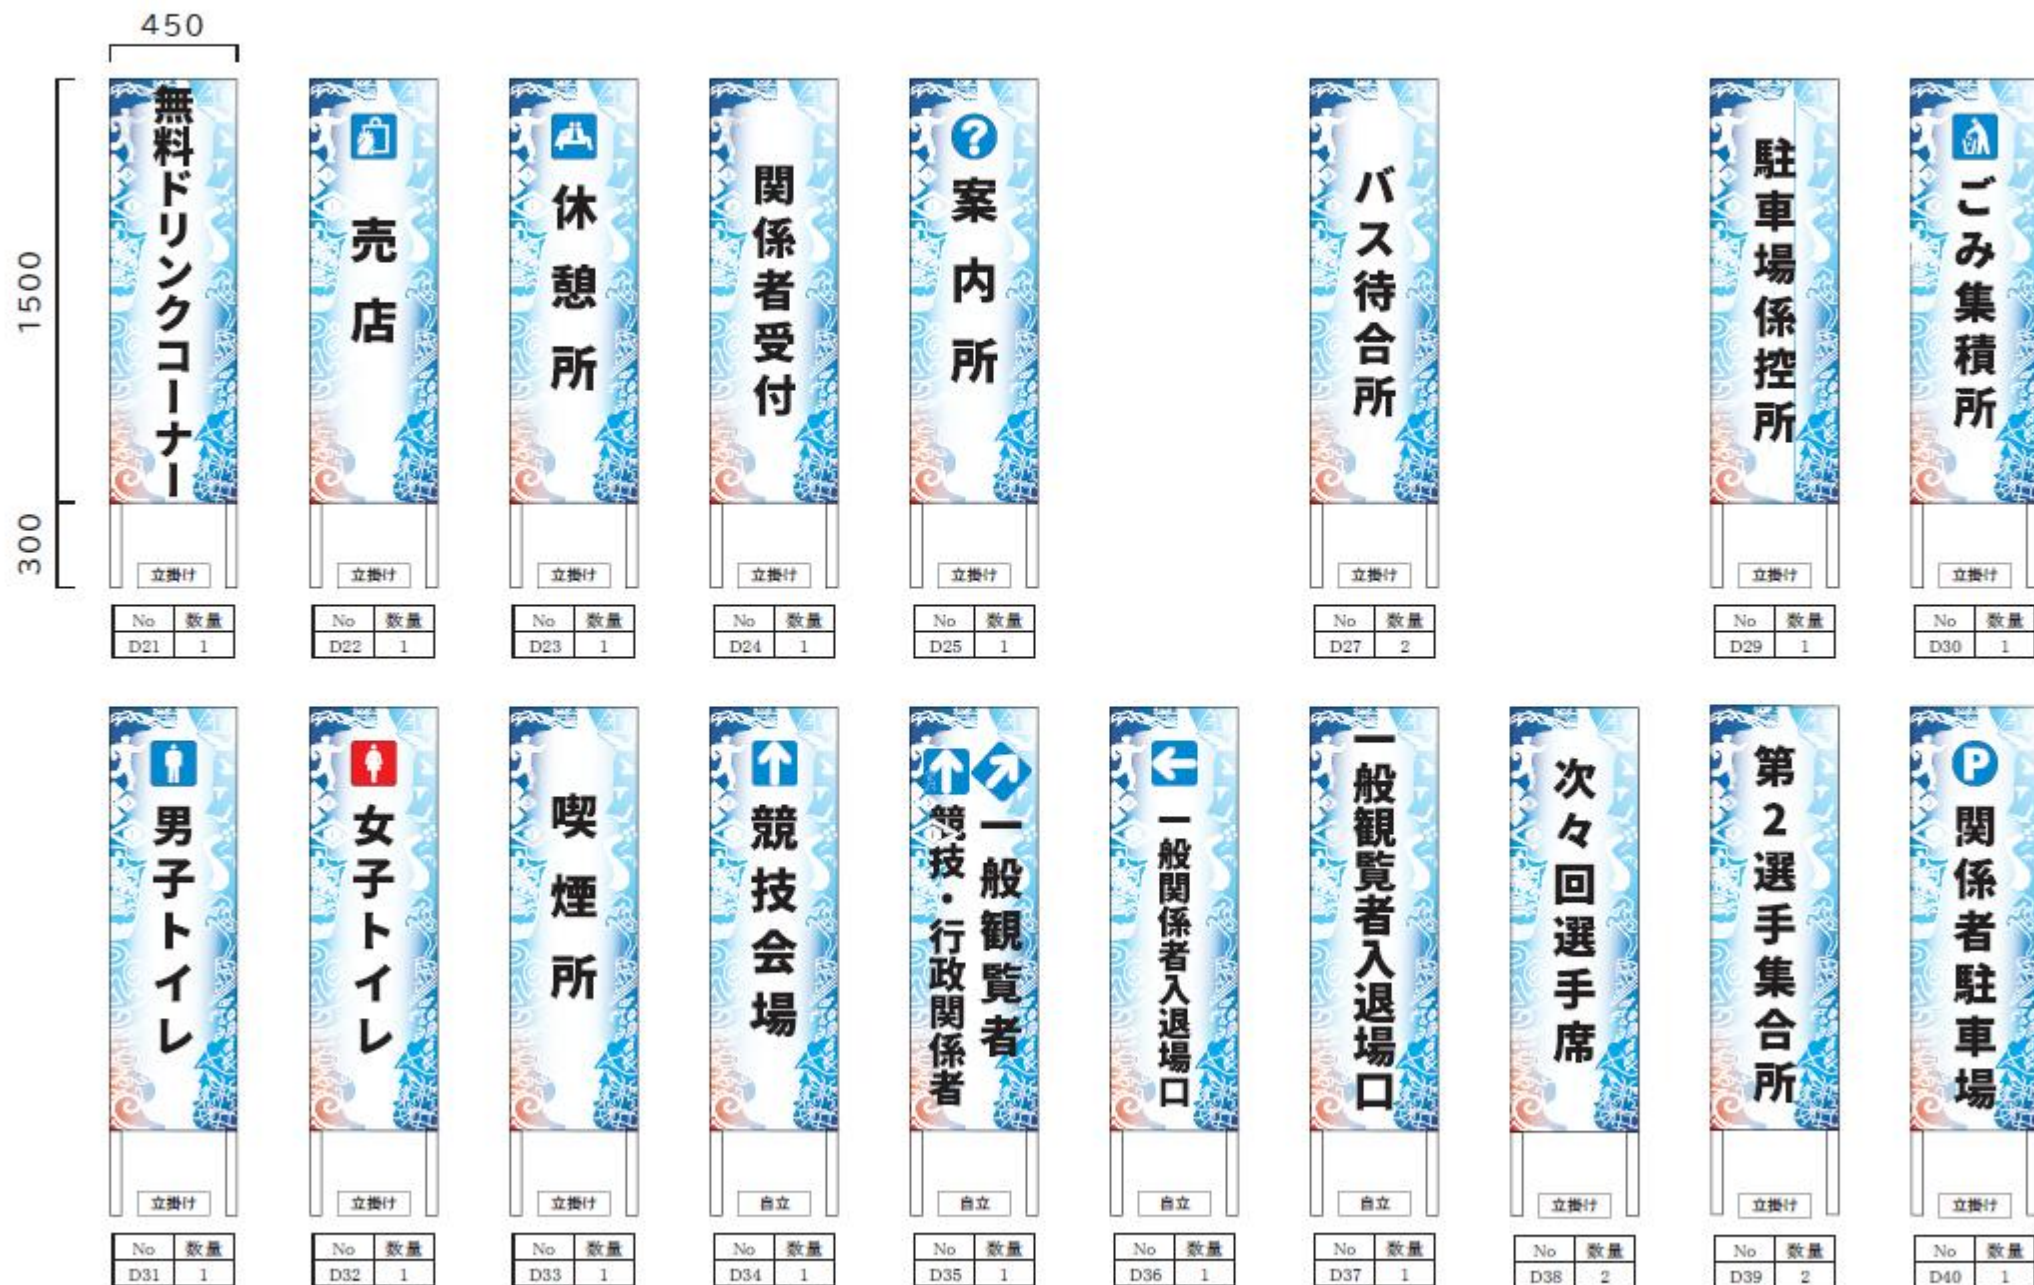 450
1500
300
無料ドリンクコーナー
立掛け
No 数量
D21 1
売店
立掛け
No 数量
D22 1
休憩所
立掛け
No 数量
D23 1
関係者受付
立掛け
No 数量
D24 1
?
案内所
立掛け
No 数量
D25 1
バス待合所
立掛け
No 数量
D27 2
駐車場係控所
立掛け
No 数量
D29 1
ごみ集積所
立掛け
No 数量
D30 1
男子トイレ
立掛け
No 数量
D31 1
女子トイレ
立掛け
No 数量
D32 1
喫煙所
立掛け
No 数量
D33 1
競技会場
自立
No 数量
D34 1
一般観覧者
競技・行政関係者
自立
No 数量
D35 1
一般関係者入退場口
自立
No 数量
D36 1
一般観覧者入退場口
自立
No 数量
D37 1
次々回選手席
立掛け
No 数量
D38 2
第2選手集合所
立掛け
No 数量
D39 2
P
関係者駐車場
立掛け
No 数量
D40 1